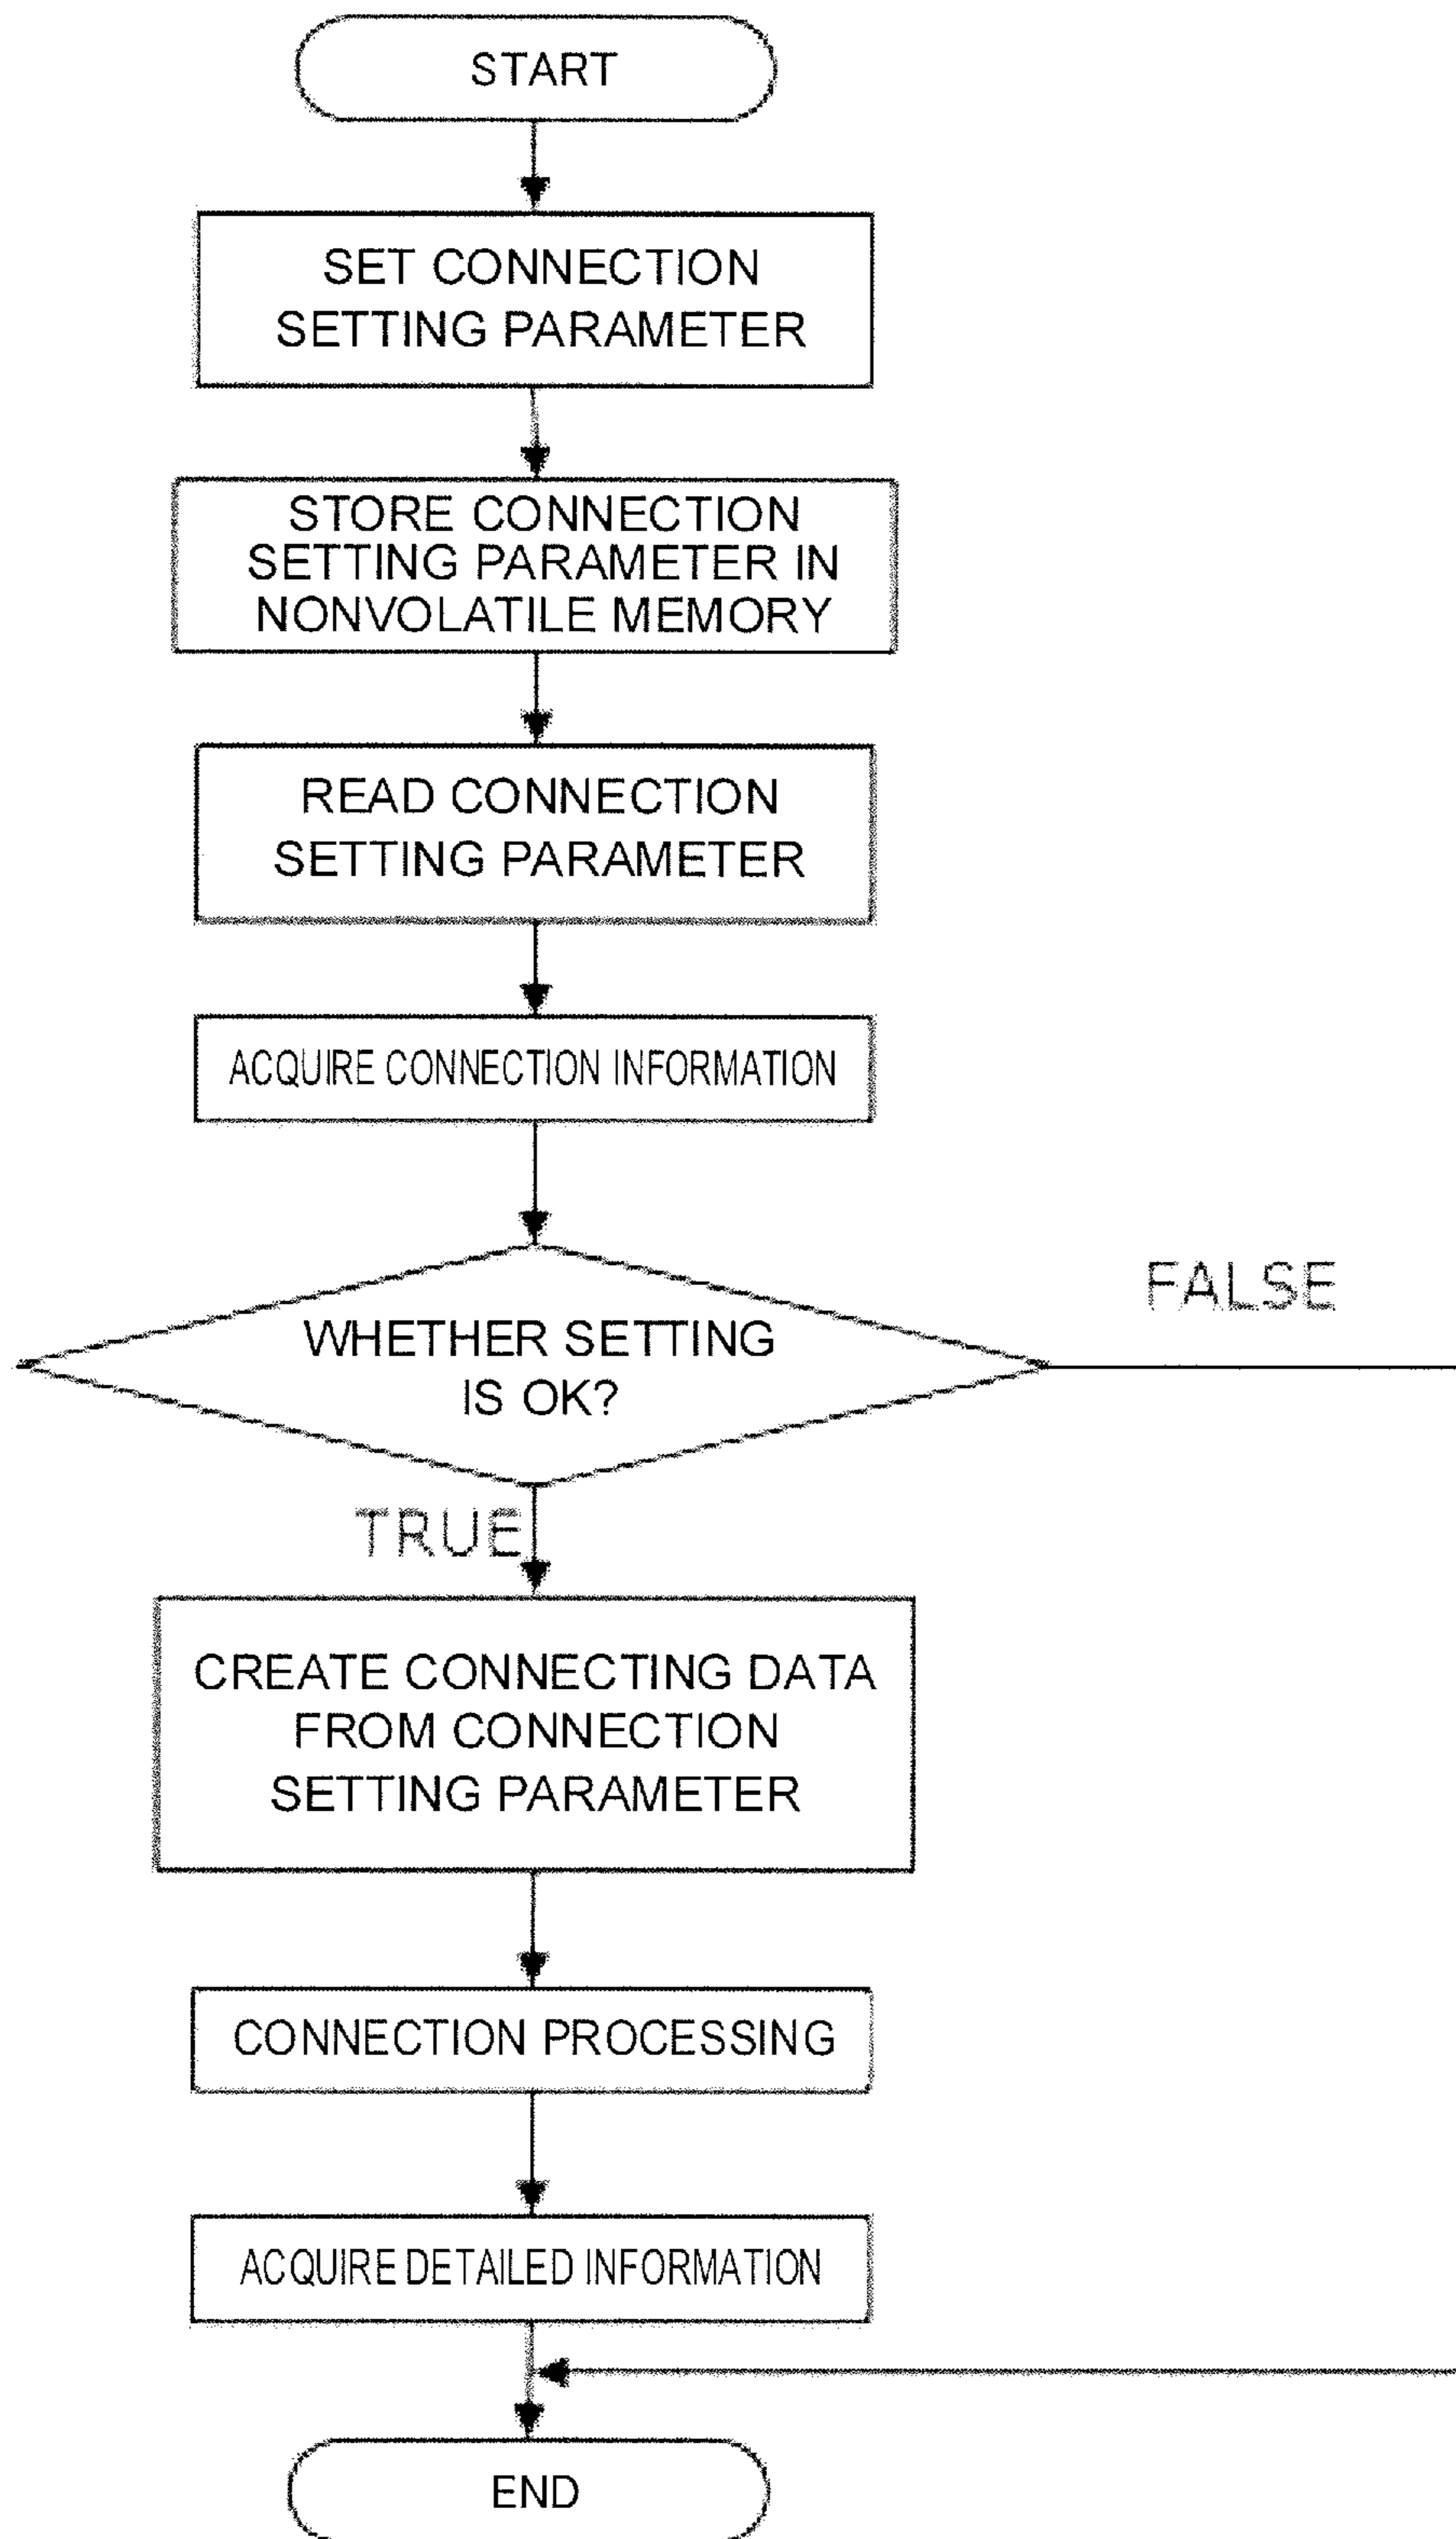 START
SET CONNECTION
SETTING PARAMETER
STORE CONNECTION
SETTING PARAMETER IN
NONVOLATILE MEMORY
READ CONNECTION
SETTING PARAMETER
ACQUIRE CONNECTION INFORMATION
FALSE
WHETHER SETTING
IS OK?
TRUE
CREATE CONNECTING DATA
FROM CONNECTION
SETTING PARAMETER
CONNECTION PROCESSING
ACQUIRE DETAILED INFORMATION
END